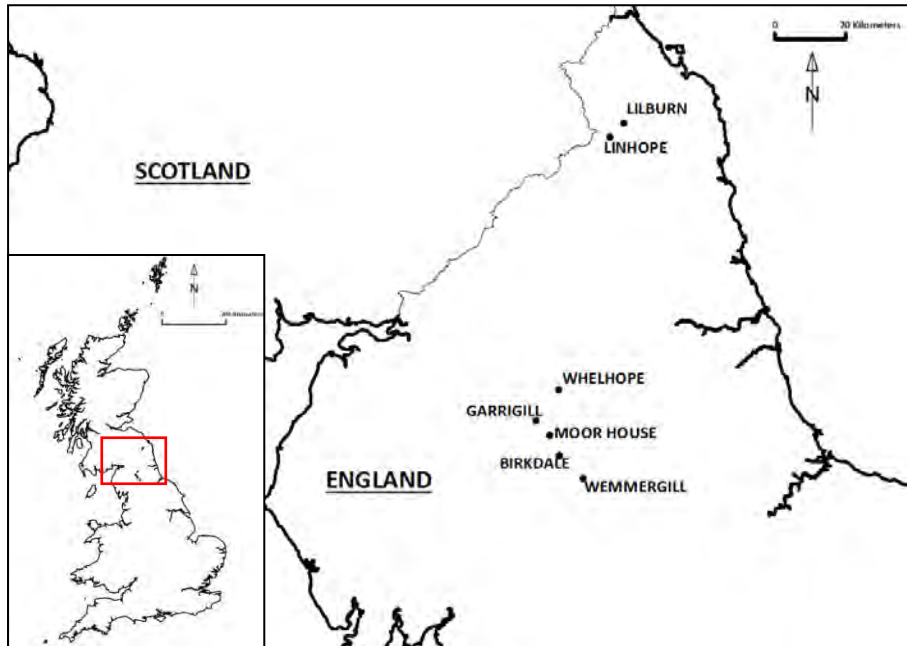 0 20 Kilometers
N
LILBURN
LINHOPE
SCOTLAND
N
WHELHOPE
GARRIGILL
MOOR HOUSE
BIRKDALE
ENGLAND
WEMMERGILL